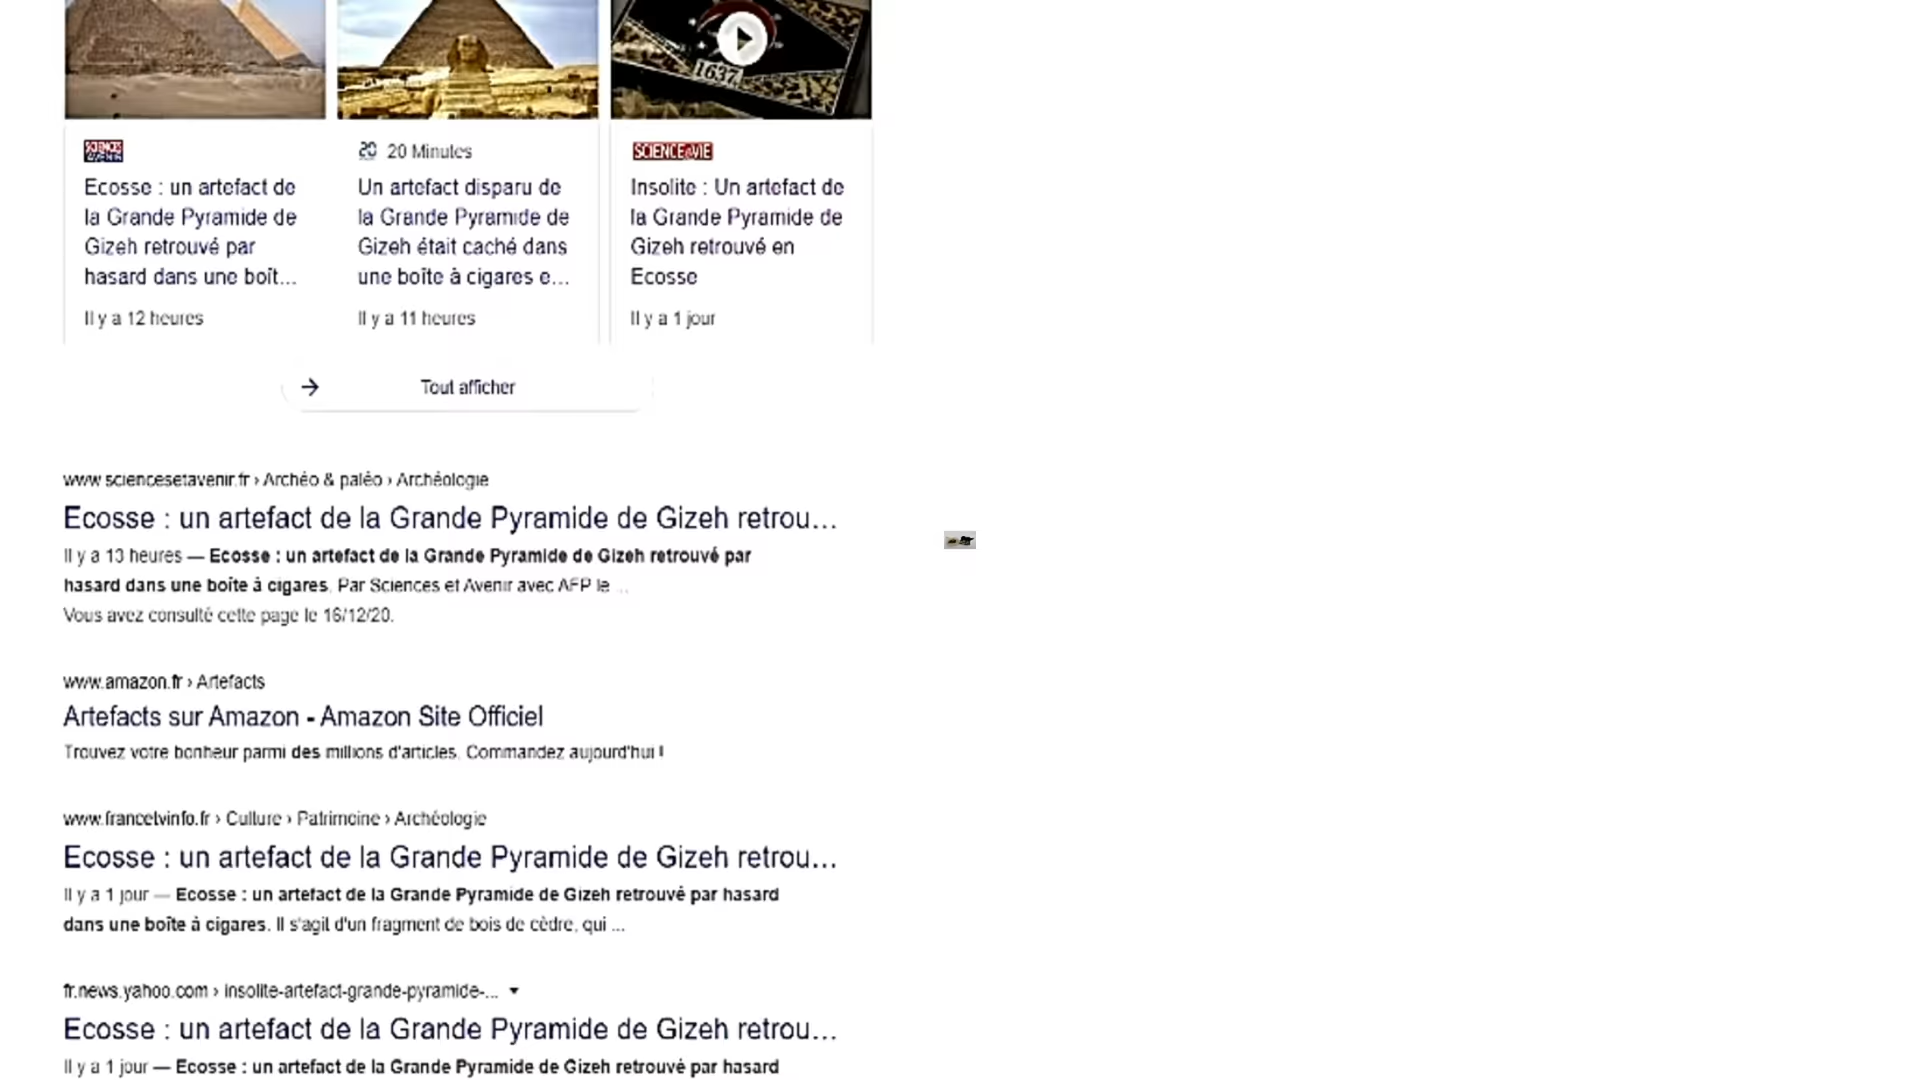 1637
SCIENCES AVENIR
Ecosse : un artefact de
la Grande Pyramide de
Gizeh retrouvé par
hasard dans une boît...
Il y a 12 heures
20 20 Minutes
Un artefact disparu de
la Grande Pyramide de
Gizeh était caché dans
une boîte à cigares e...
Il y a 11 heures
SCIENCE&VIE
Insolite : Un artefact de
la Grande Pyramide de
Gizeh retrouvé en
Ecosse
Il y a 1 jour
Tout afficher
www.sciencesetavenir.fr › Archéo & paléo › Archéologie
Ecosse : un artefact de la Grande Pyramide de Gizeh retrou...
Il y a 13 heures — Ecosse : un artefact de la Grande Pyramide de Gizeh retrouvé par
hasard dans une boîte à cigares. Par Sciences et Avenir avec AFP le ...
Vous avez consulté cette page le 16/12/20.
www.amazon.fr › Artefacts
Artefacts sur Amazon - Amazon Site Officiel
Trouvez votre bonheur parmi des millions d'articles. Commandez aujourd'hui !
www.francetvinfo.fr › Culture › Patrimoine › Archéologie
Ecosse : un artefact de la Grande Pyramide de Gizeh retrou...
Il y a 1 jour — Ecosse : un artefact de la Grande Pyramide de Gizeh retrouvé par hasard
dans une boîte à cigares. Il s'agit d'un fragment de bois de cèdre, qui ...
fr.news.yahoo.com › insolite-artefact-grande-pyramide-...
Ecosse : un artefact de la Grande Pyramide de Gizeh retrou...
Il y a 1 jour — Ecosse : un artefact de la Grande Pyramide de Gizeh retrouvé par hasard